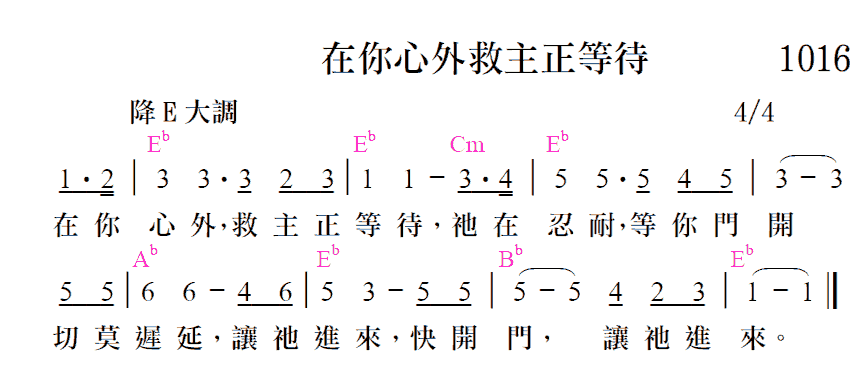 在你心外救主正等待 1016
降E大調 4/4
E♭ E♭ Cm E♭
1·2 | 3 3·3 2 3 | 1 1 - 3·4 | 5 5·5 4 5 | 3 - 3
在你 心外,救主正等待,祂在 忍耐,等你門 開
A♭ E♭ B♭ E♭
5 5 | 6 6 - 4 6 | 5 3 - 5 5 | 5 - 5 4 2 3 | 1 - 1 ‖
切莫遲延,讓祂進來,快開 門, 讓祂進 來。